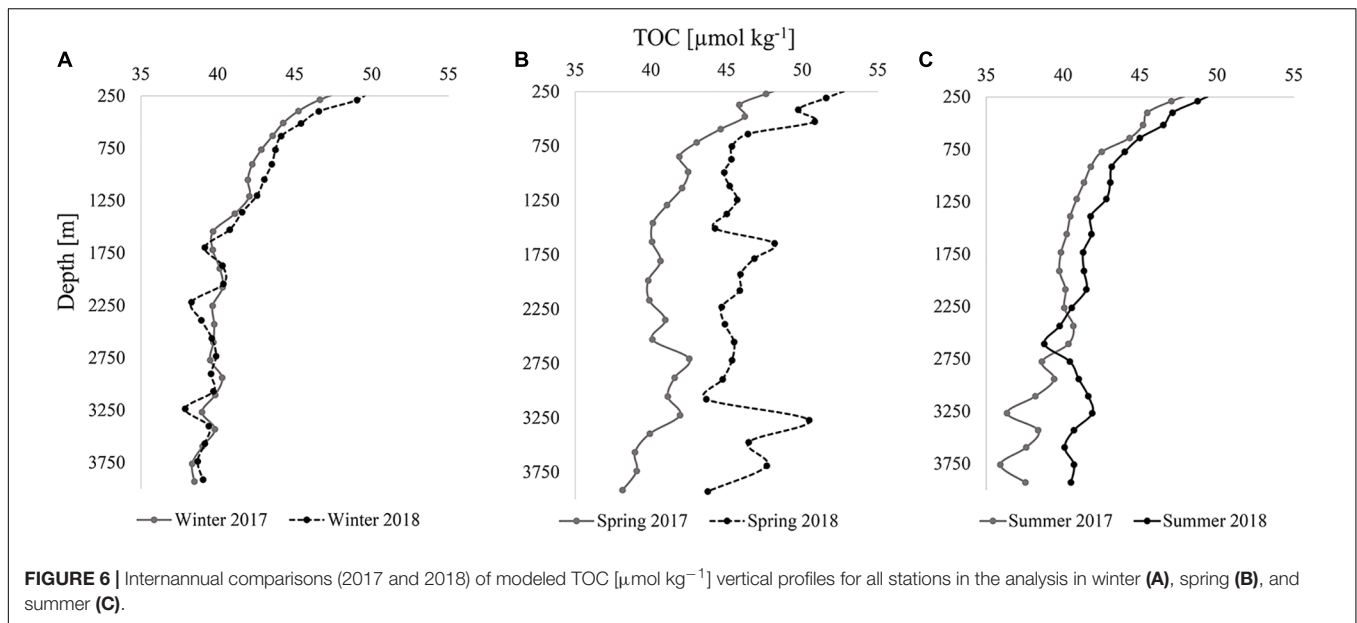 TOC [µmol kg-1]
A
35 40 45 50 55
250
750
1250
1750
2250
2750
3250
3750
Depth [m]
Winter 2017 Winter 2018
B
35 40 45 50 55
250
750
1250
1750
2250
2750
3250
3750
Spring 2017 Spring 2018
C
35 40 45 50 55
250
750
1250
1750
2250
2750
3250
3750
Summer 2017 Summer 2018
FIGURE 6 | Internannual comparisons (2017 and 2018) of modeled TOC [µmol kg−1] vertical profiles for all stations in the analysis in winter (A), spring (B), and
summer (C).